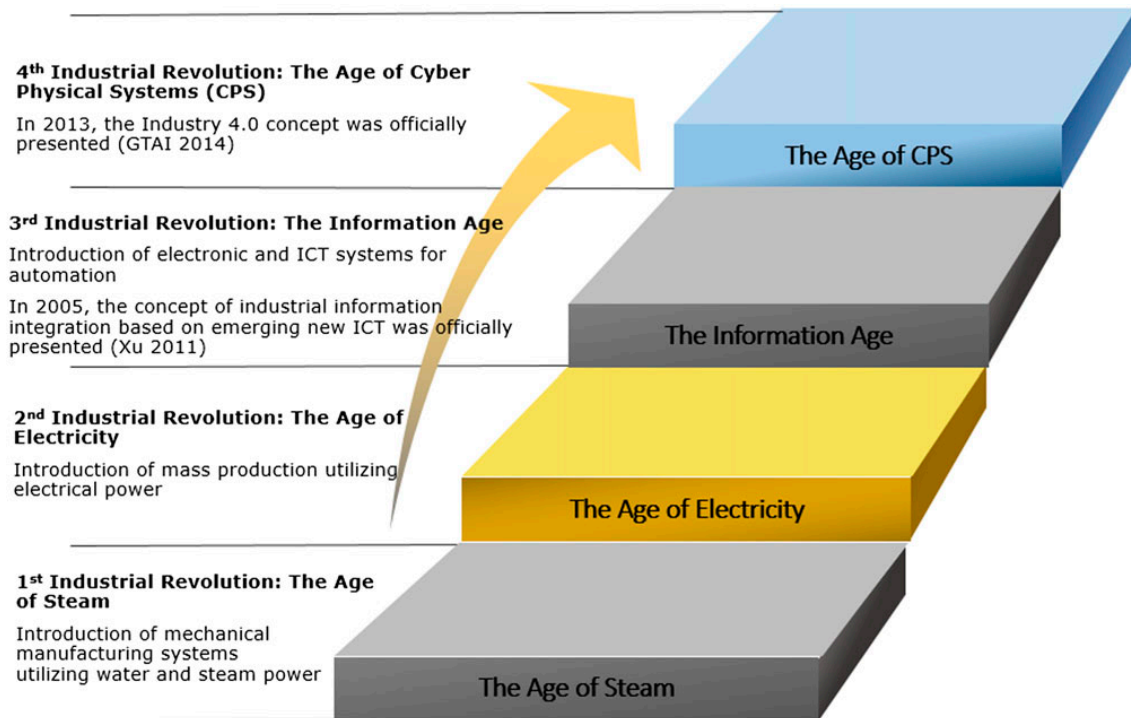 4th Industrial Revolution: The Age of Cyber
Physical Systems (CPS)
In 2013, the Industry 4.0 concept was officially
presented (GTAI 2014)
The Age of CPS
3rd Industrial Revolution: The Information Age
Introduction of electronic and ICT systems for
automation
In 2005, the concept of industrial information
integration based on emerging new ICT was officially
presented (Xu 2011)
The Information Age
2nd Industrial Revolution: The Age of
Electricity
Introduction of mass production utilizing
electrical power
The Age of Electricity
1st Industrial Revolution: The Age
of Steam
Introduction of mechanical
manufacturing systems
utilizing water and steam power
The Age of Steam